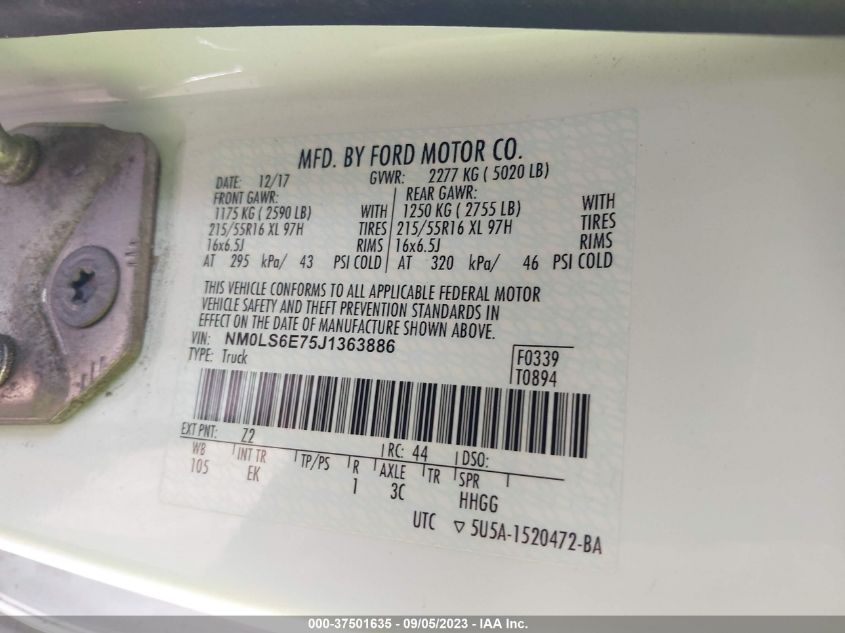 MFD. BY FORD MOTOR CO.
DATE: 12/17 GVWR: 2277 KG ( 5020 LB)
FRONT GAWR: REAR GAWR:
1175 KG ( 2590 LB) WITH 1250 KG ( 2755 LB) WITH
215/55R16 XL 97H TIRES 215/55R16 XL 97H TIRES
16x6.5J RIMS 16x6.5J RIMS
AT 295 kPa/ 43 PSI COLD AT 320 kPa/ 46 PSI COLD
THIS VEHICLE CONFORMS TO ALL APPLICABLE FEDERAL MOTOR
VEHICLE SAFETY AND THEFT PREVENTION STANDARDS IN
EFFECT ON THE DATE OF MANUFACTURE SHOWN ABOVE.
VIN: NM0LS6E75J1363886
TYPE: Truck
F0339
T0894
EXT PNT: Z2 RC: 44 DSO:
WB INT TR TP/PS R AXLE TR SPR
105 EK 1 3C HHGG
UTC ▽ 5U5A-1520472-BA
000-37501635 - 09/05/2023 - IAA Inc.